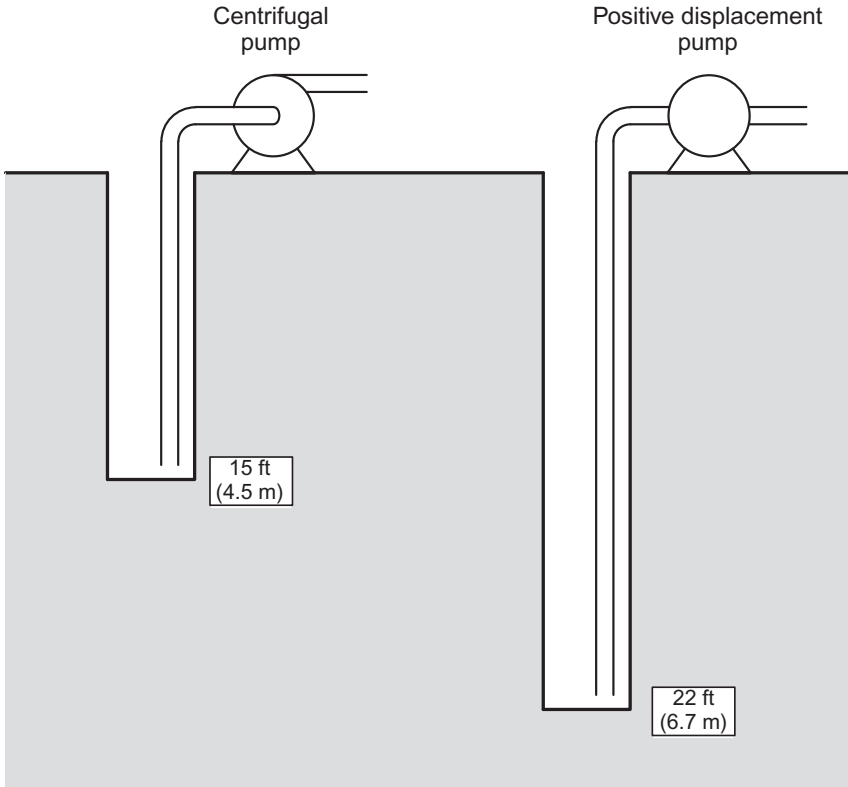 Centrifugal
pump
Positive displacement
pump
15 ft
(4.5 m)
22 ft
(6.7 m)